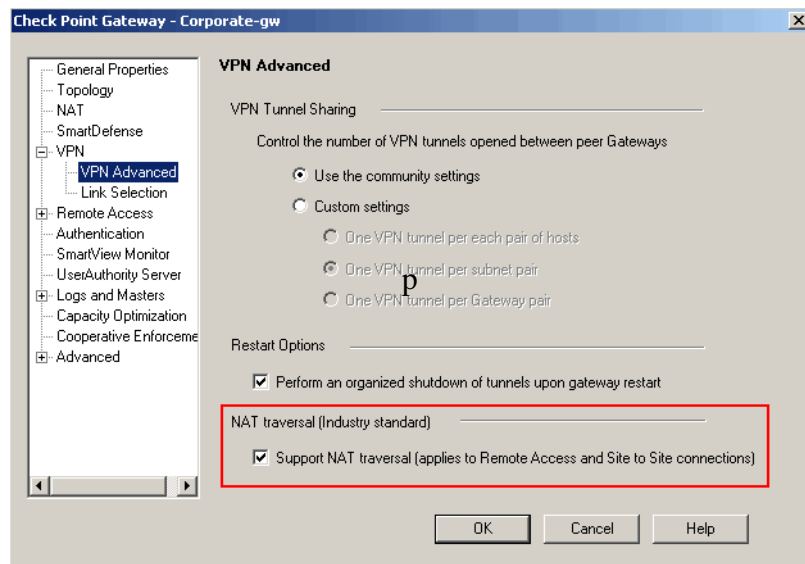 Check Point Gateway - Corporate-gw
General Properties
Topology
NAT
SmartDefense
VPN
VPN Advanced
Link Selection
Remote Access
Authentication
SmartView Monitor
UserAuthority Server
Logs and Masters
Capacity Optimization
Cooperative Enforceme
Advanced
VPN Advanced
VPN Tunnel Sharing
Control the number of VPN tunnels opened between peer Gateways
Use the community settings
Custom settings
One VPN tunnel per each pair of hosts
One VPN tunnel per subnet pair
p
One VPN tunnel per Gateway pair
Restart Options
Perform an organized shutdown of tunnels upon gateway restart
NAT traversal (Industry standard)
Support NAT traversal (applies to Remote Access and Site to Site connections)
OK Cancel Help